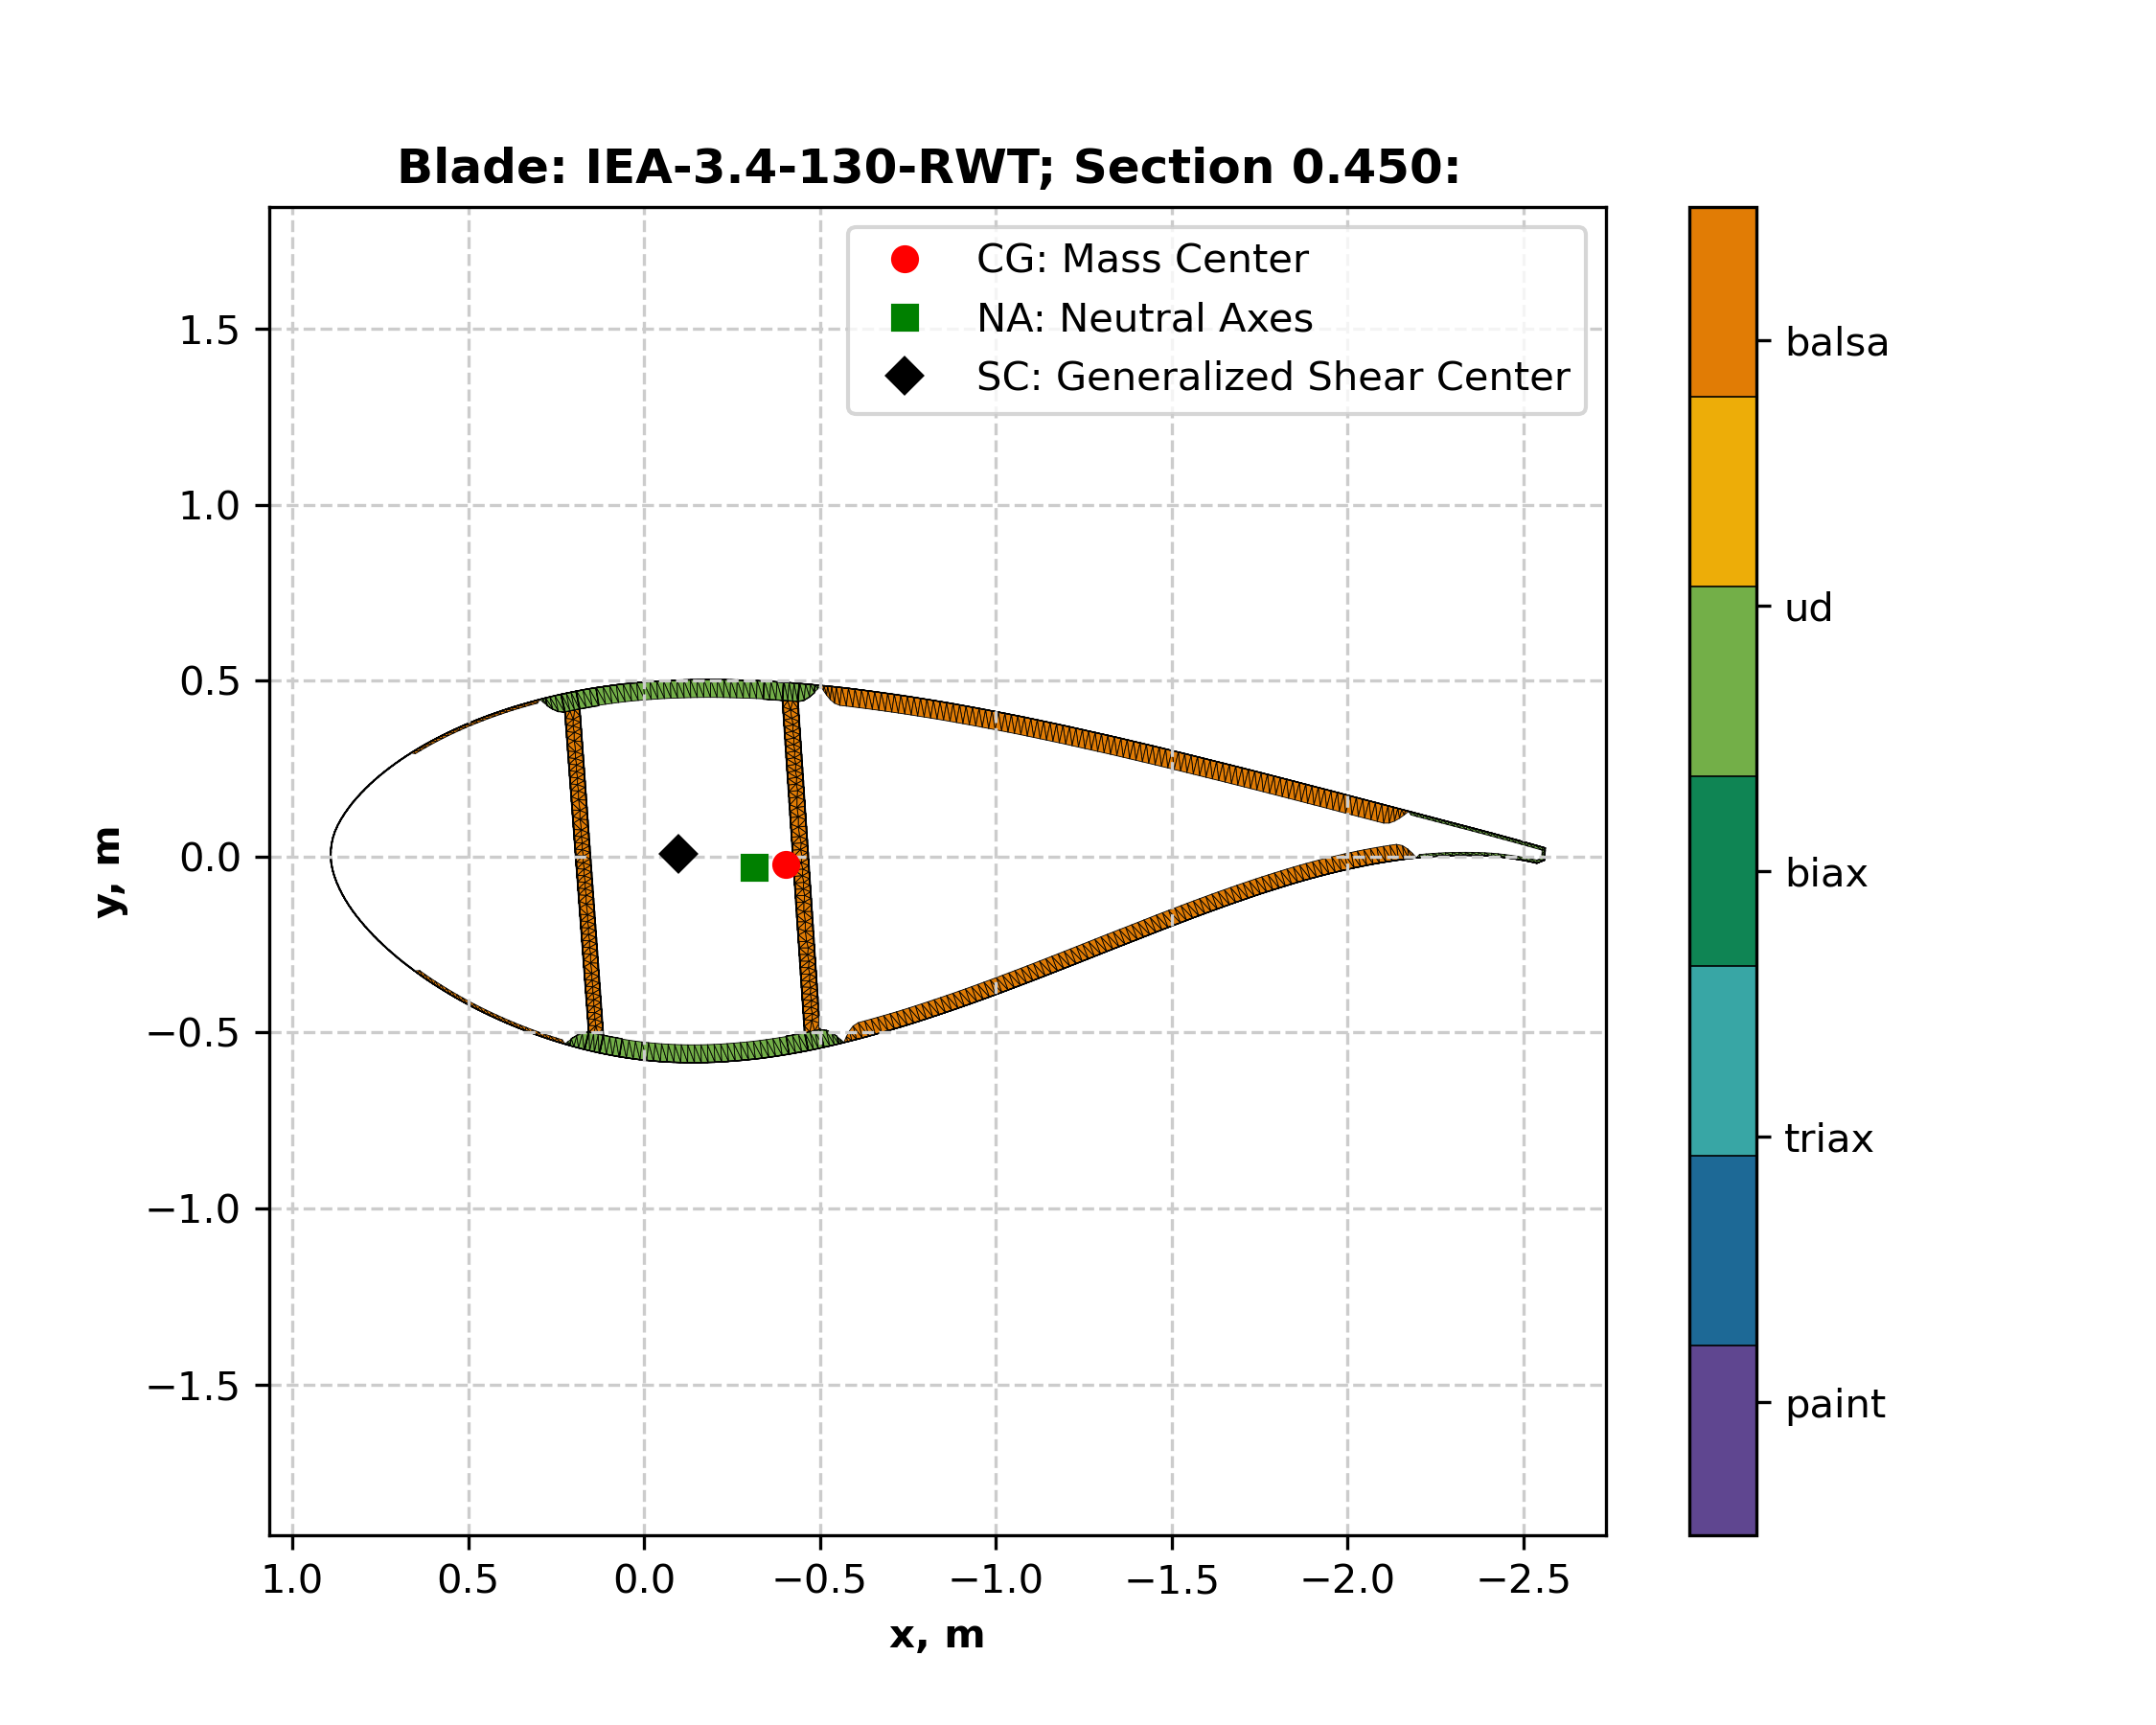 Blade: IEA-3.4-130-RWT; Section 0.450:
CG: Mass Center
NA: Neutral Axes
SC: Generalized Shear Center
1.5
1.0
0.5
0.0
−0.5
−1.0
−1.5
y, m
1.0 0.5 0.0 −0.5 −1.0 −1.5 −2.0 −2.5
x, m
balsa
ud
biax
triax
paint